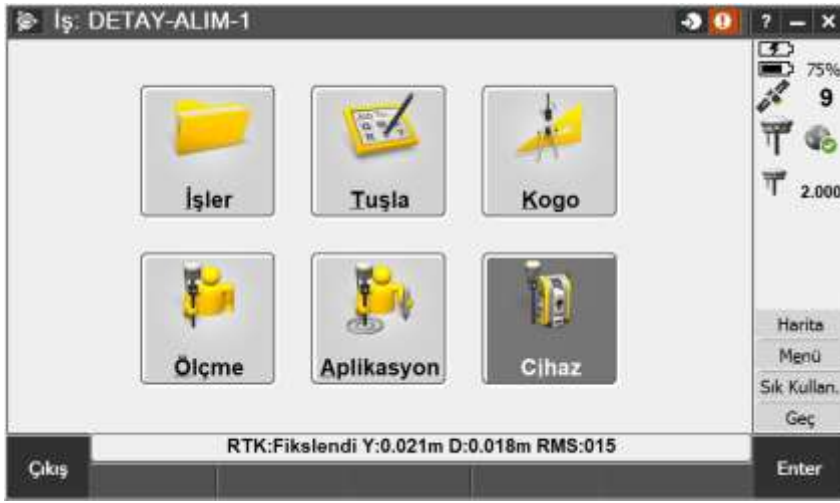 İş: DETAY-ALIM-1
?
75%
9
2.000
İşler
Tuşla
Kogo
Ölçme
Aplikasyon
Cihaz
Harita
Menü
Sık Kullan.
Geç
RTK:Fikslendi Y:0.021m D:0.018m RMS:015
Çıkış
Enter